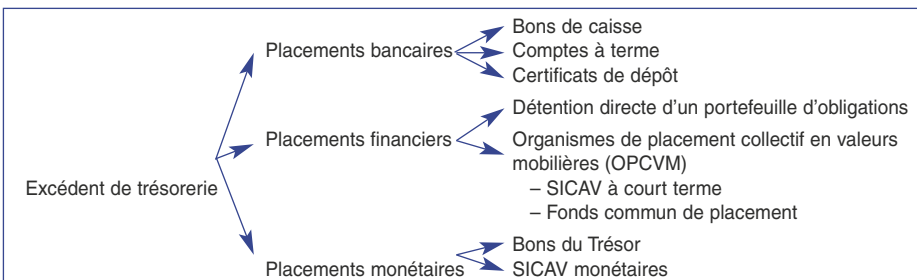 Excédent de trésorerie
Placements bancaires
Bons de caisse
Comptes à terme
Certificats de dépôt
Placements financiers
Détention directe d'un portefeuille d'obligations
Organismes de placement collectif en valeurs
mobilières (OPCVM)
– SICAV à court terme
– Fonds commun de placement
Placements monétaires
Bons du Trésor
SICAV monétaires